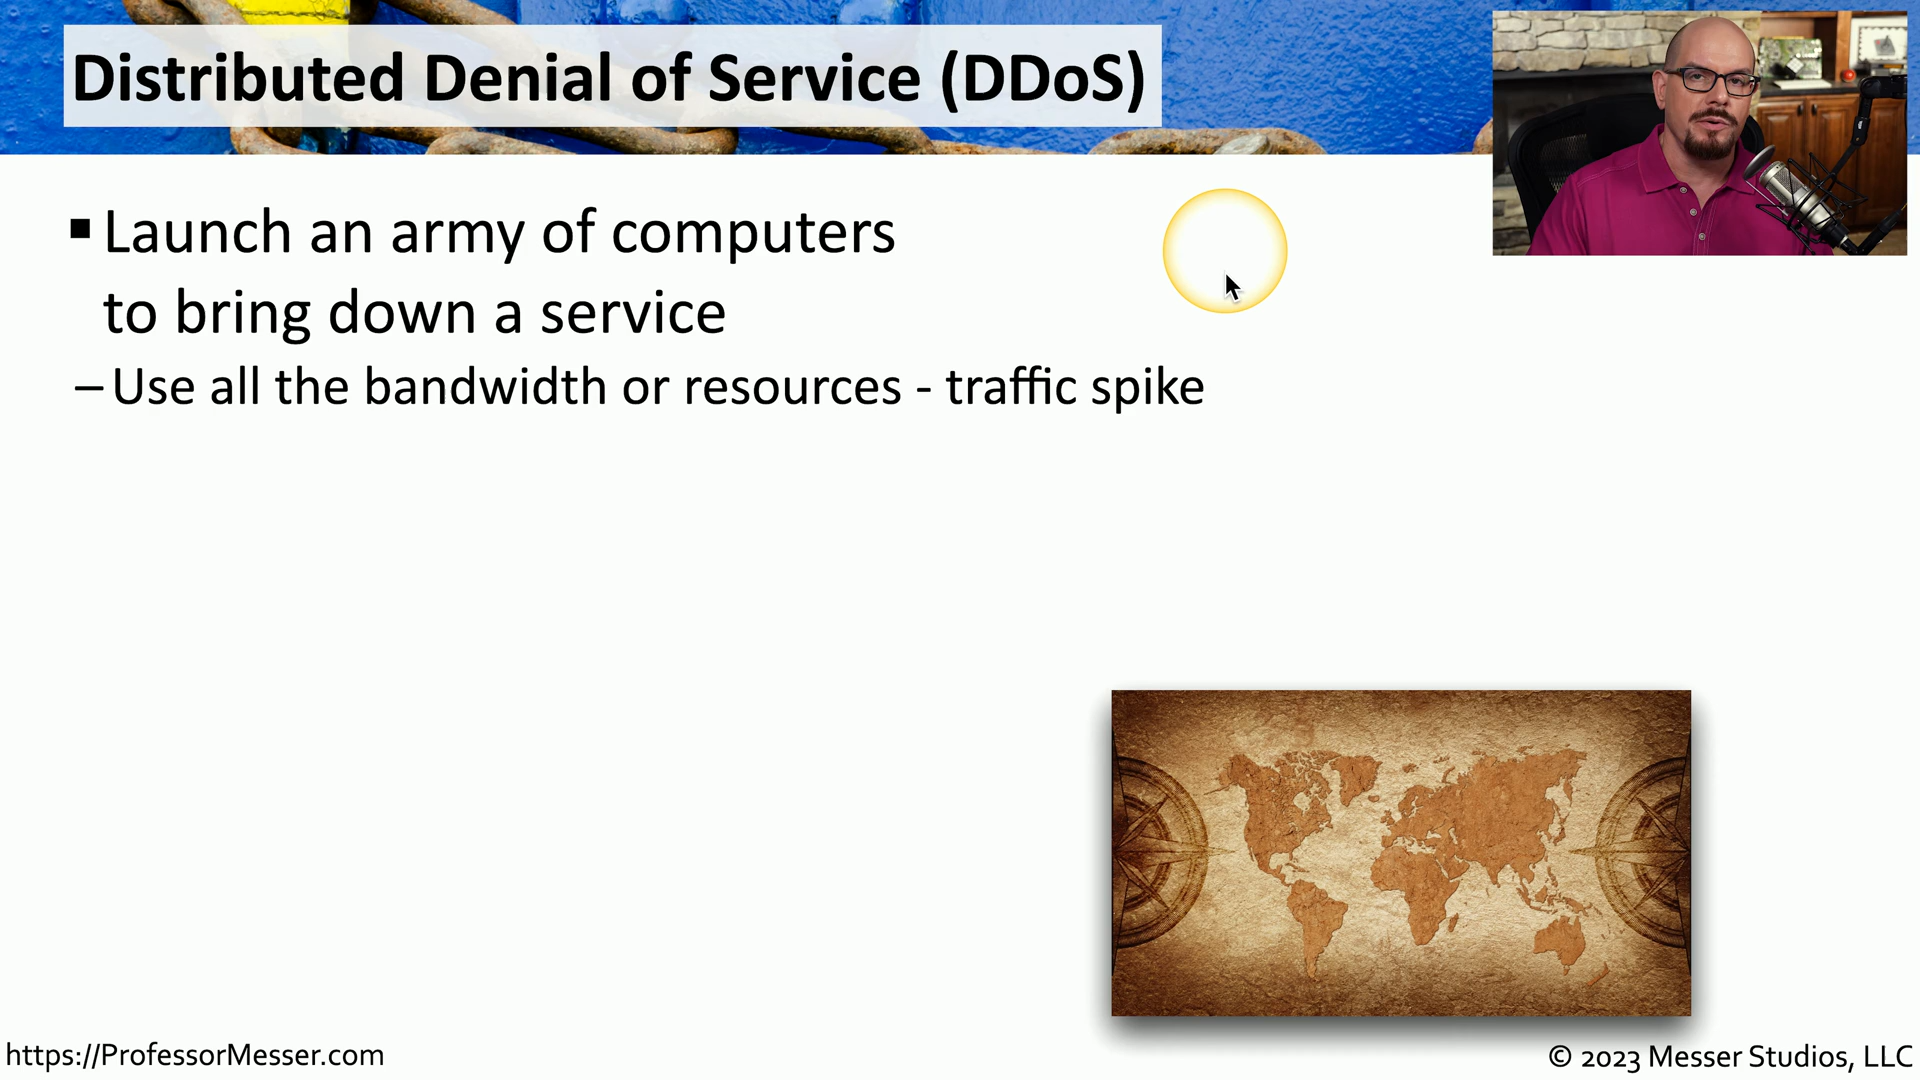 Distributed Denial of Service (DDoS)
▪ Launch an army of computers
to bring down a service
– Use all the bandwidth or resources - traffic spike
https://ProfessorMesser.com
© 2023 Messer Studios, LLC